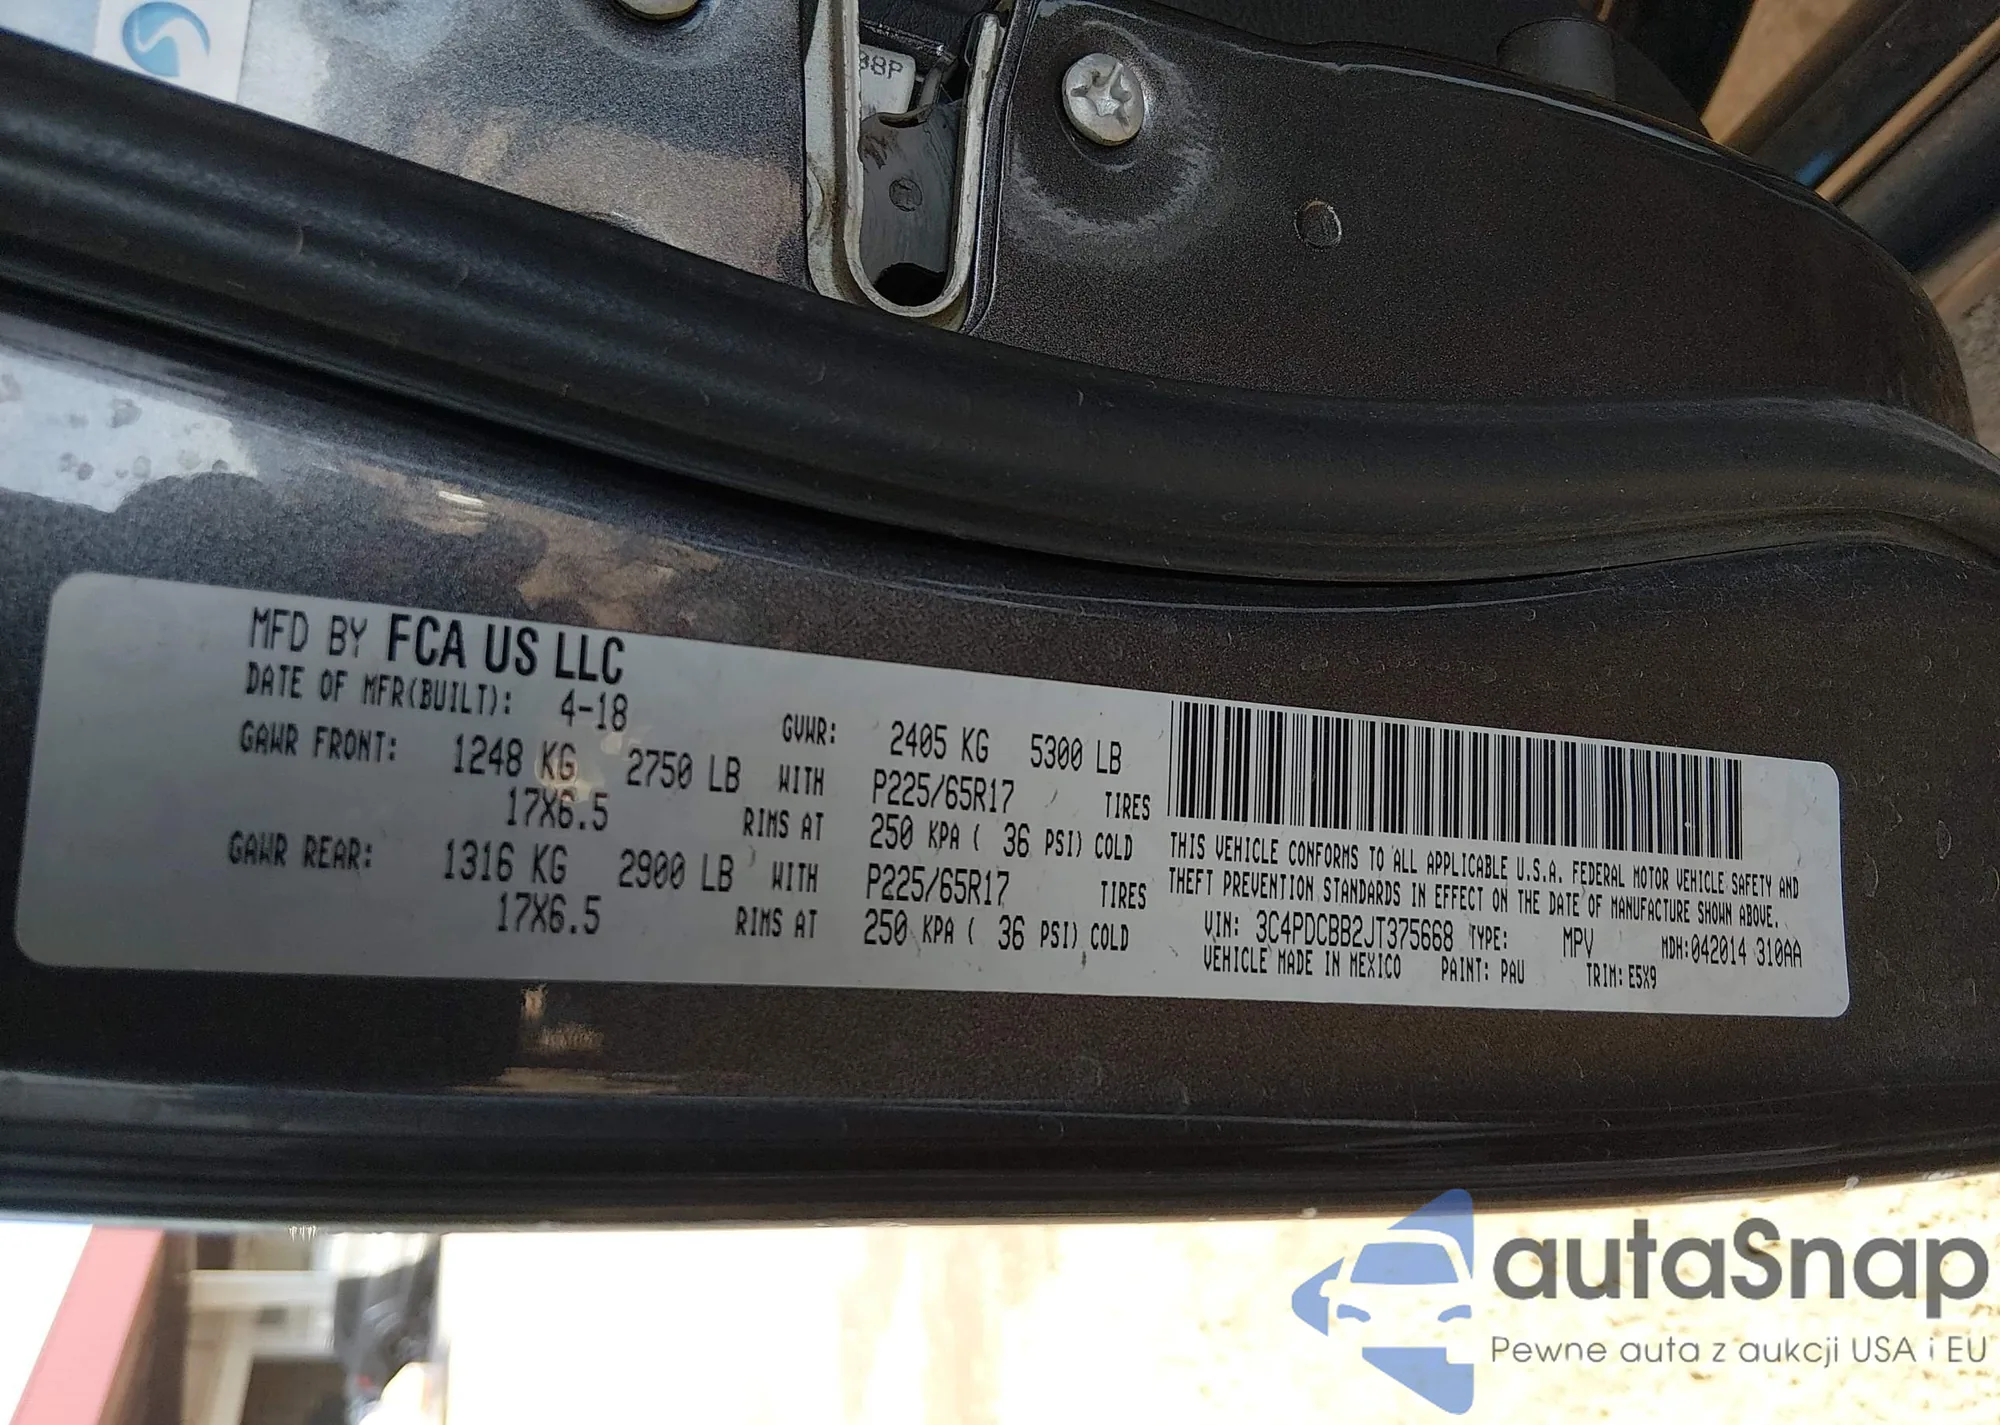 38P
MFD BY FCA US LLC
DATE OF MFR(BUILT): 4-18 GVWR: 2405 KG 5300 LB
GAWR FRONT: 1248 KG 2750 LB WITH P225/65R17 TIRES
17X6.5 RIMS AT 250 KPA ( 36 PSI) COLD
GAWR REAR: 1316 KG 2900 LB WITH P225/65R17 TIRES
17X6.5 RIMS AT 250 KPA ( 36 PSI) COLD
THIS VEHICLE CONFORMS TO ALL APPLICABLE U.S.A. FEDERAL MOTOR VEHICLE SAFETY AND
THEFT PREVENTION STANDARDS IN EFFECT ON THE DATE OF MANUFACTURE SHOWN ABOVE.
VIN: 3C4PDCBB2JT375668 TYPE: MPV MDH:042014 310AA
VEHICLE MADE IN MEXICO PAINT: PAU TRIM: E5X9
autaSnap
Pewne auta z aukcji USA i EU